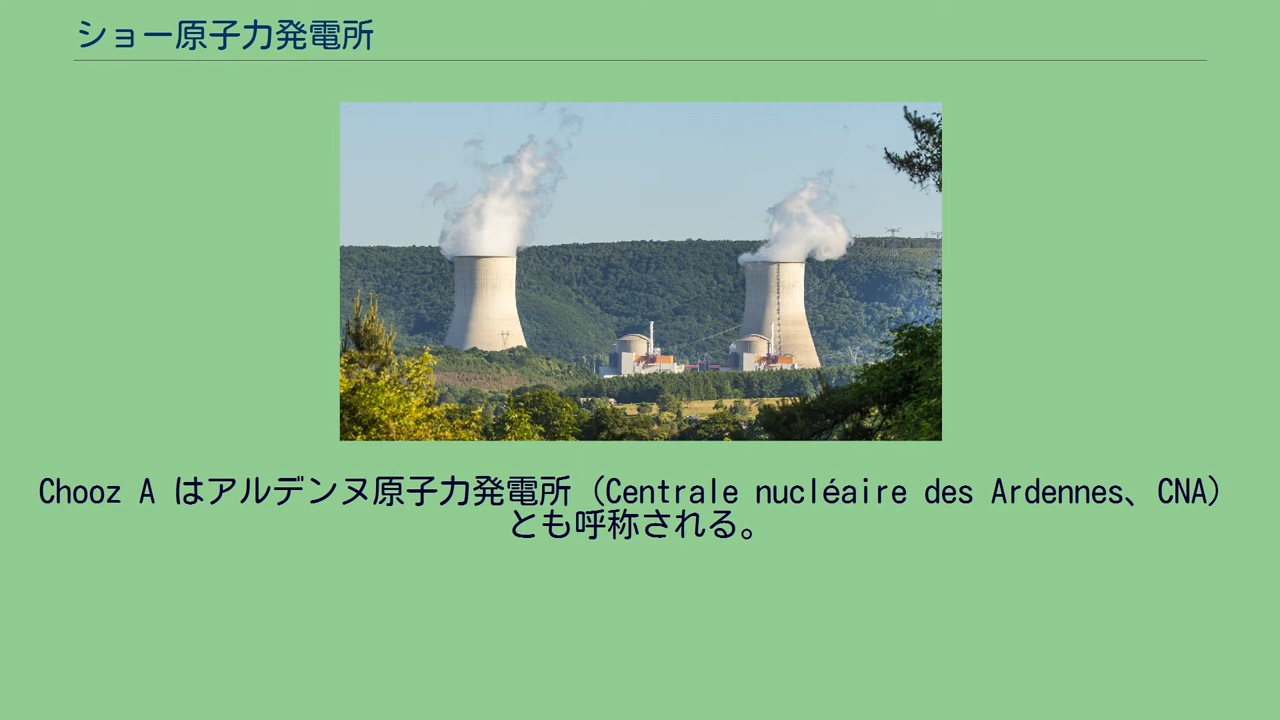 ショー原子力発電所
Chooz A はアルデンヌ原子力発電所（Centrale nucléaire des Ardennes、CNA）
とも呼称される。